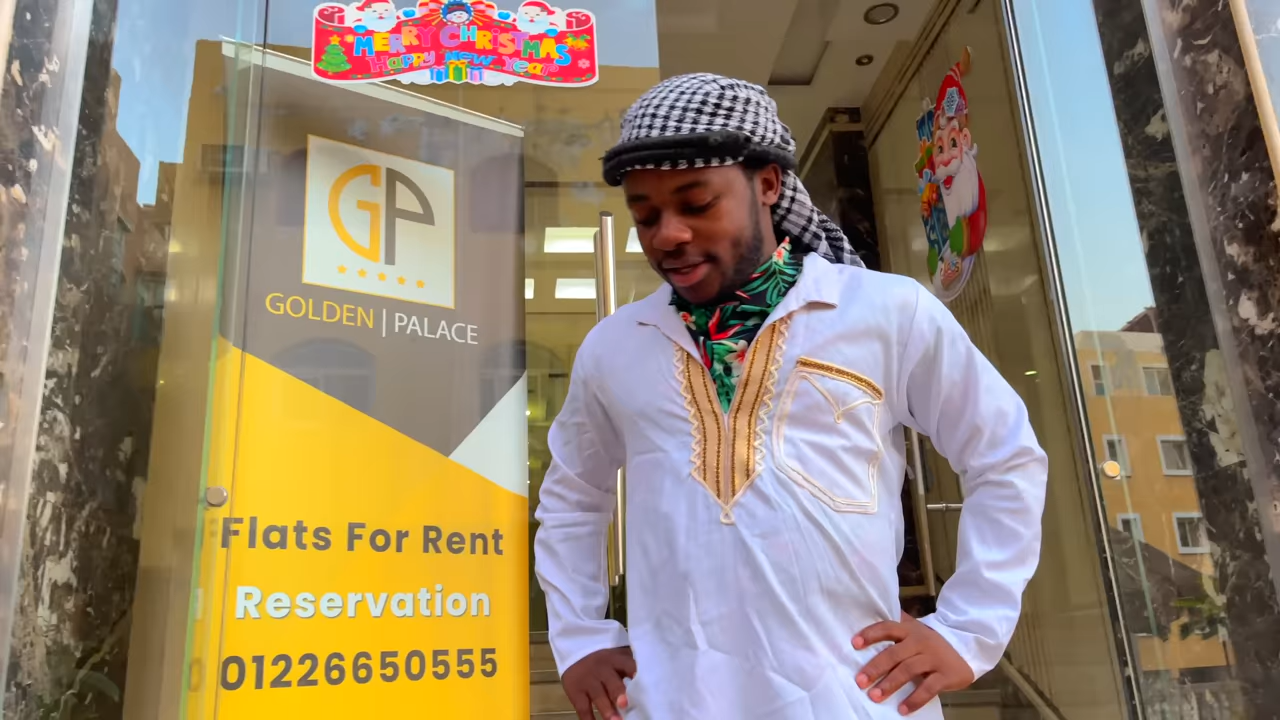 MERRY CHRISTMAS
Happy New Year
GP
GOLDEN | PALACE
Flats For Rent
Reservation
01226650555